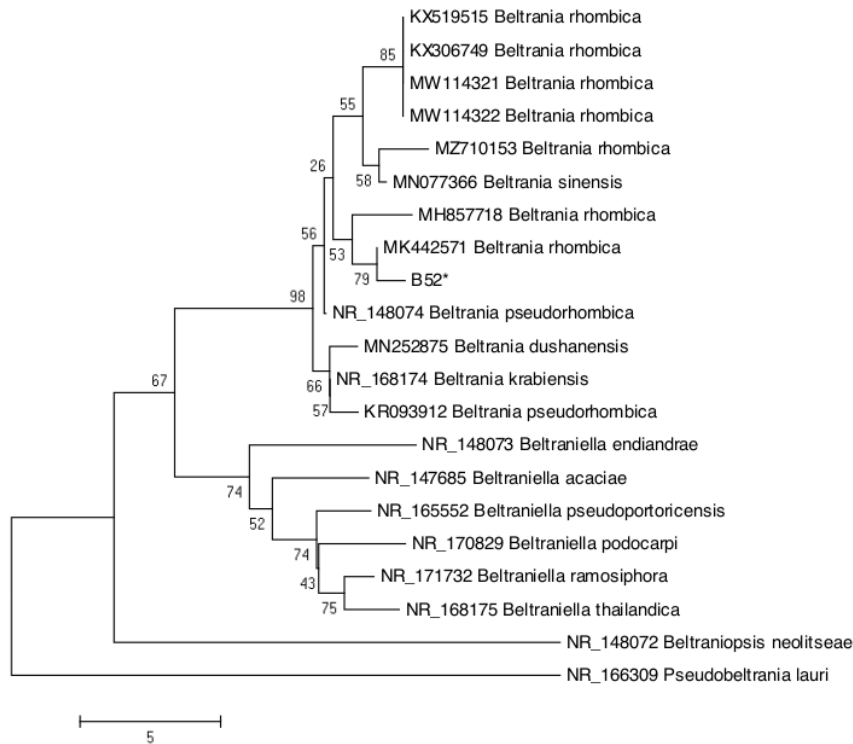 KX519515 Beltrania rhombica
85
KX306749 Beltrania rhombica
MW114321 Beltrania rhombica
55
MW114322 Beltrania rhombica
MZ710153 Beltrania rhombica
26
58
MN077366 Beltrania sinensis
MH857718 Beltrania rhombica
56
53
MK442571 Beltrania rhombica
79
B52*
98
NR_148074 Beltrania pseudorhombica
MN252875 Beltrania dushanensis
67
66
NR_168174 Beltrania krabiensis
57
KR093912 Beltrania pseudorhombica
NR_148073 Beltraniella endiandrae
74
NR_147685 Beltraniella acaciae
52
NR_165552 Beltraniella pseudoportoricensis
74
NR_170829 Beltraniella podocarpi
43
NR_171732 Beltraniella ramosiphora
75
NR_168175 Beltraniella thailandica
NR_148072 Beltraniopsis neolitseae
NR_166309 Pseudobeltrania lauri
5